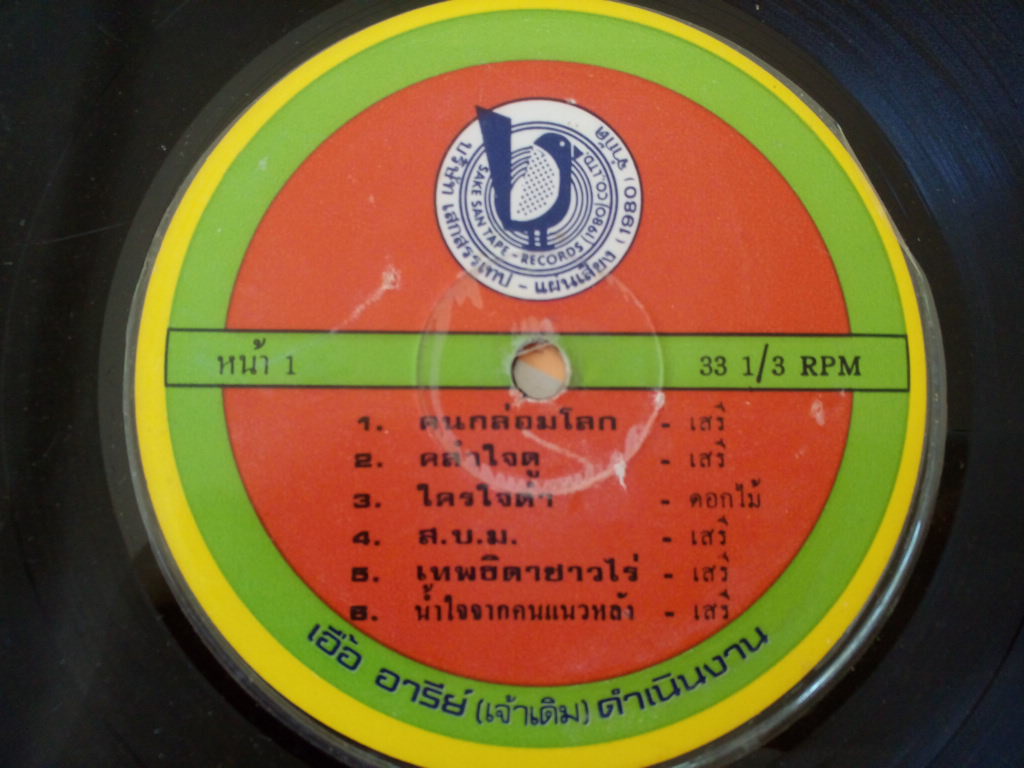 บริษัท เสกสรรเทป - แผ่นเสียง (1980) จำกัด
SAKE SAN TAPE - RECORDS (1980) CO.LTD.
หน้า 1 33 1/3 RPM
1. คนกล่อมโลก - เสรี
2. คลำใจดู - เสรี
3. ใครใจดำ - ดอกไม้
4. ส.บ.ม. - เสรี
5. เทพธิดาชาวไร่ - เสรี
6. น้ำใจจากคนแนวหลัง - เสรี
เอื้อ อารีย์ (เจ้าเดิม) ดำเนินงาน